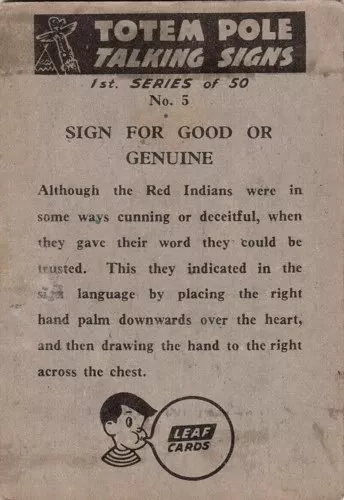 TOTEM POLE
TALKING SIGNS
1st. SERIES of 50
No. 5
SIGN FOR GOOD OR
GENUINE
Although the Red Indians were in
some ways cunning or deceitful, when
they gave their word they could be
trusted. This they indicated in the
sign language by placing the right
hand palm downwards over the heart,
and then drawing the hand to the right
across the chest.
LEAF
CARDS